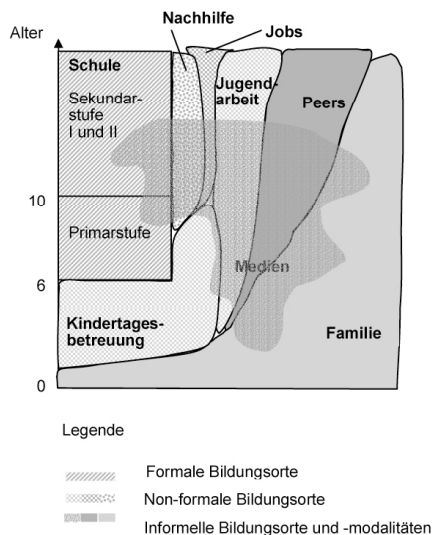 Nachhilfe
Alter
Jobs
Schule
Sekundar-
stufe
I und II
Jugend-
arbeit
Peers
10
Primarstufe
Medien
6
Kindertages-
betreuung
Familie
0
Legende
Formale Bildungsorte
Non-formale Bildungsorte
Informelle Bildungsorte und -modalitäten